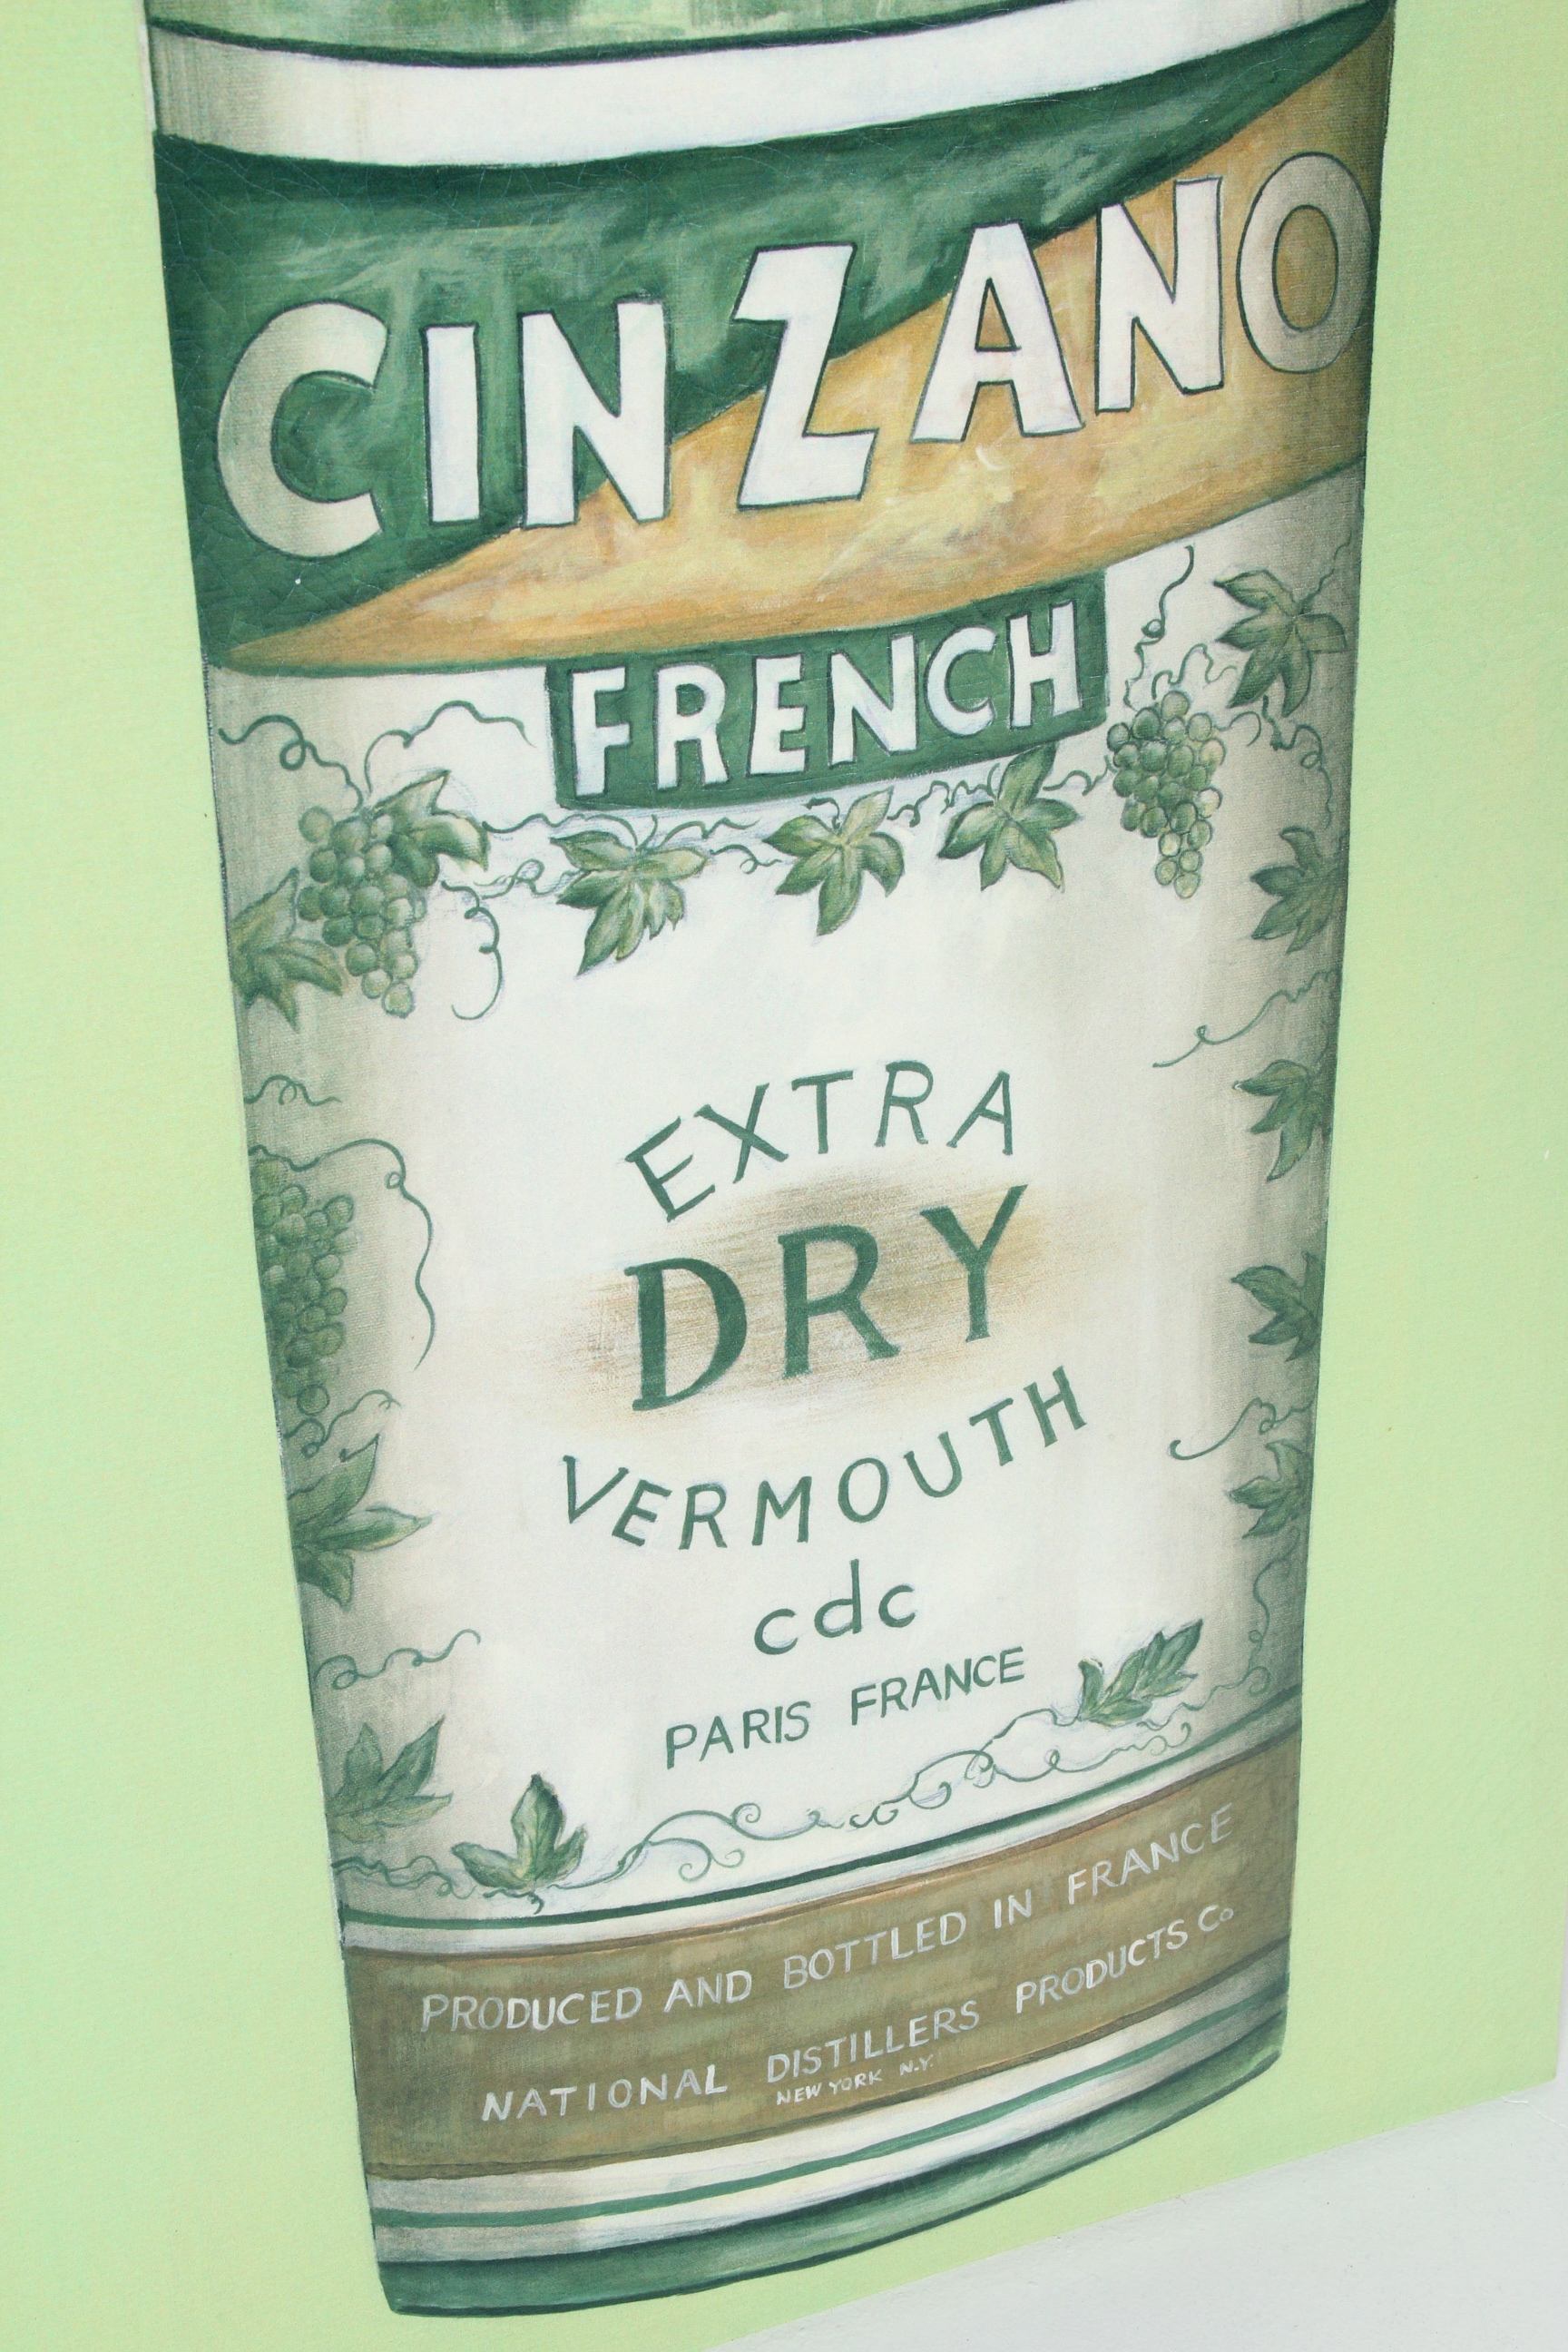 CINZANO
FRENCH
EXTRA
DRY
VERMOUTH
cdc
PARIS FRANCE
PRODUCED AND BOTTLED IN FRANCE
NATIONAL DISTILLERS PRODUCTS Co
NEW YORK N.Y.